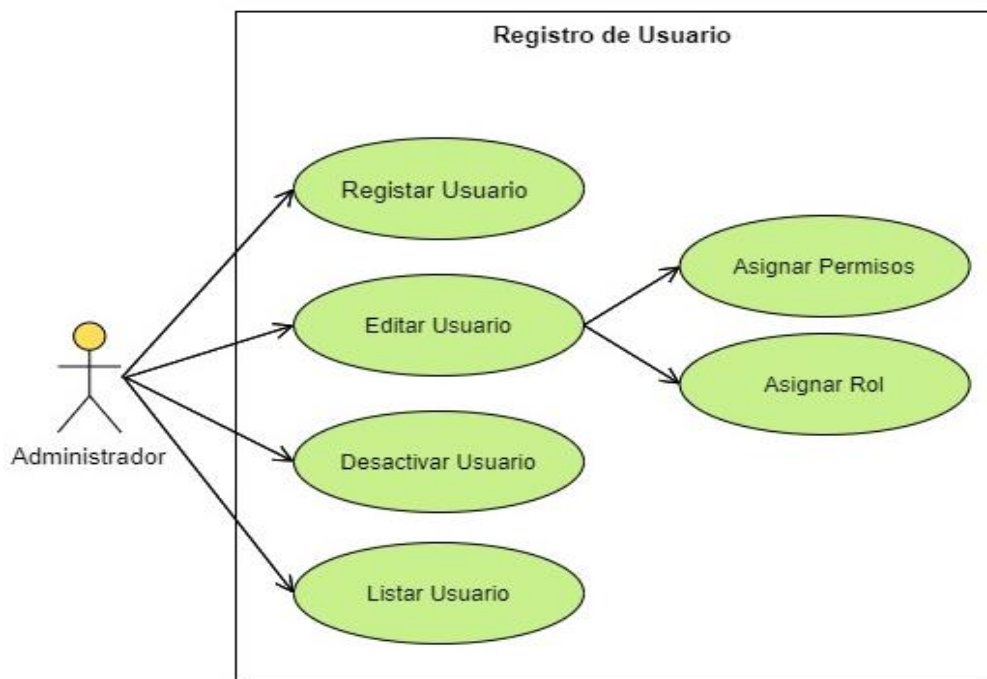 Registro de Usuario
Registar Usuario
Asignar Permisos
Editar Usuario
Asignar Rol
Administrador
Desactivar Usuario
Listar Usuario